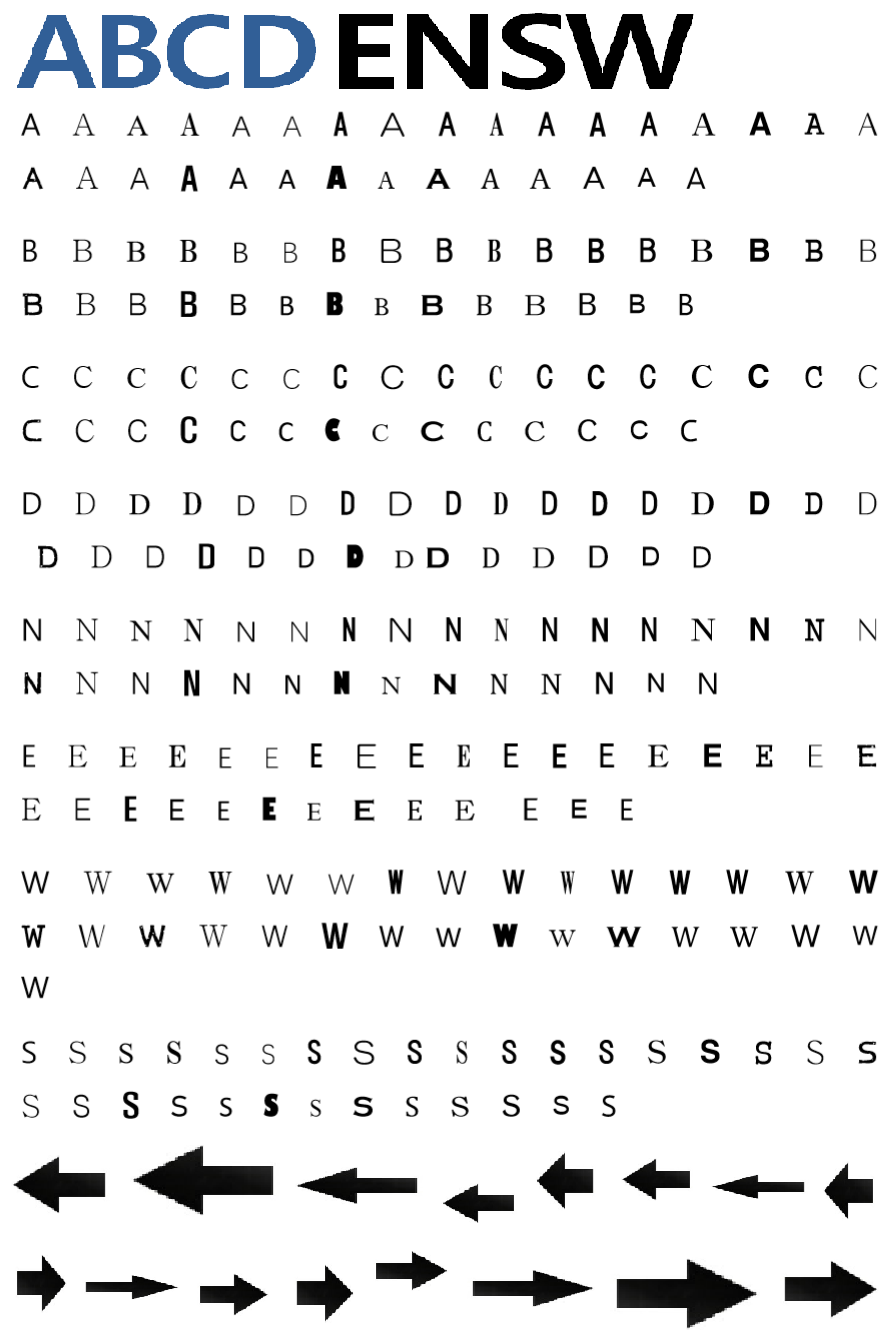 ABCD ENSW
A A A A A A A A A A A A A A A A A
A A A A A A A A A A A A A A
B B B B B B B B B B B B B B B B B
B B B B B B B B B B B B B B
C C C C C C C C C C C C C C C C C
C C C C C C C C C C C C C C
D D D D D D D D D D D D D D D D D
D D D D D D D D D D D D D D
N N N N N N N N N N N N N N N N N
N N N N N N N N N N N N N N
E E E E E E E E E E E E E E E E E E
E E E E E E E E E E E E E
W W W W W W W W W W W W W W W
W W W W W W W W W W W W W W W
W
S S S S S S S S S S S S S S S S S S
S S S S S S S S S S S S S